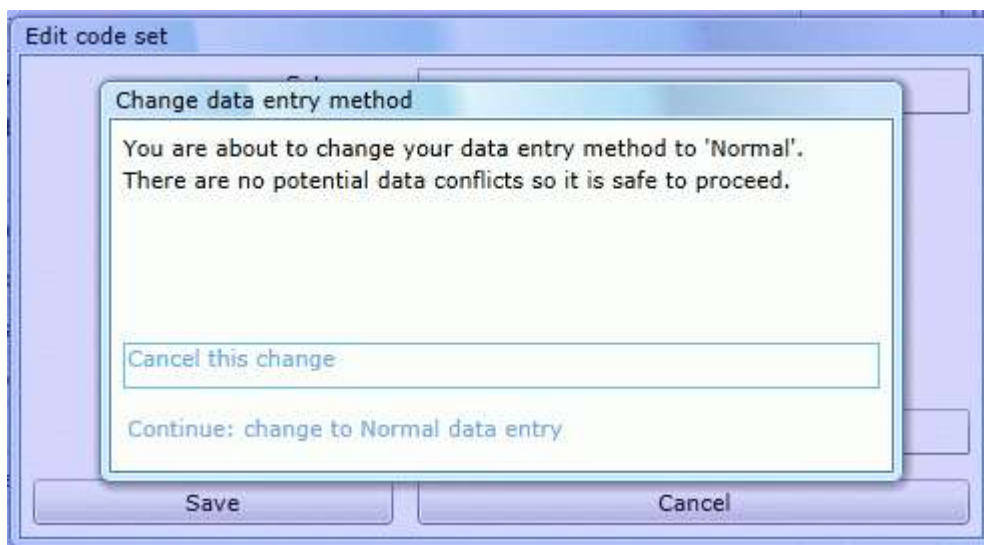 Edit code set
Change data entry method
You are about to change your data entry method to 'Normal'.
There are no potential data conflicts so it is safe to proceed.
Cancel this change
Continue: change to Normal data entry
Save
Cancel